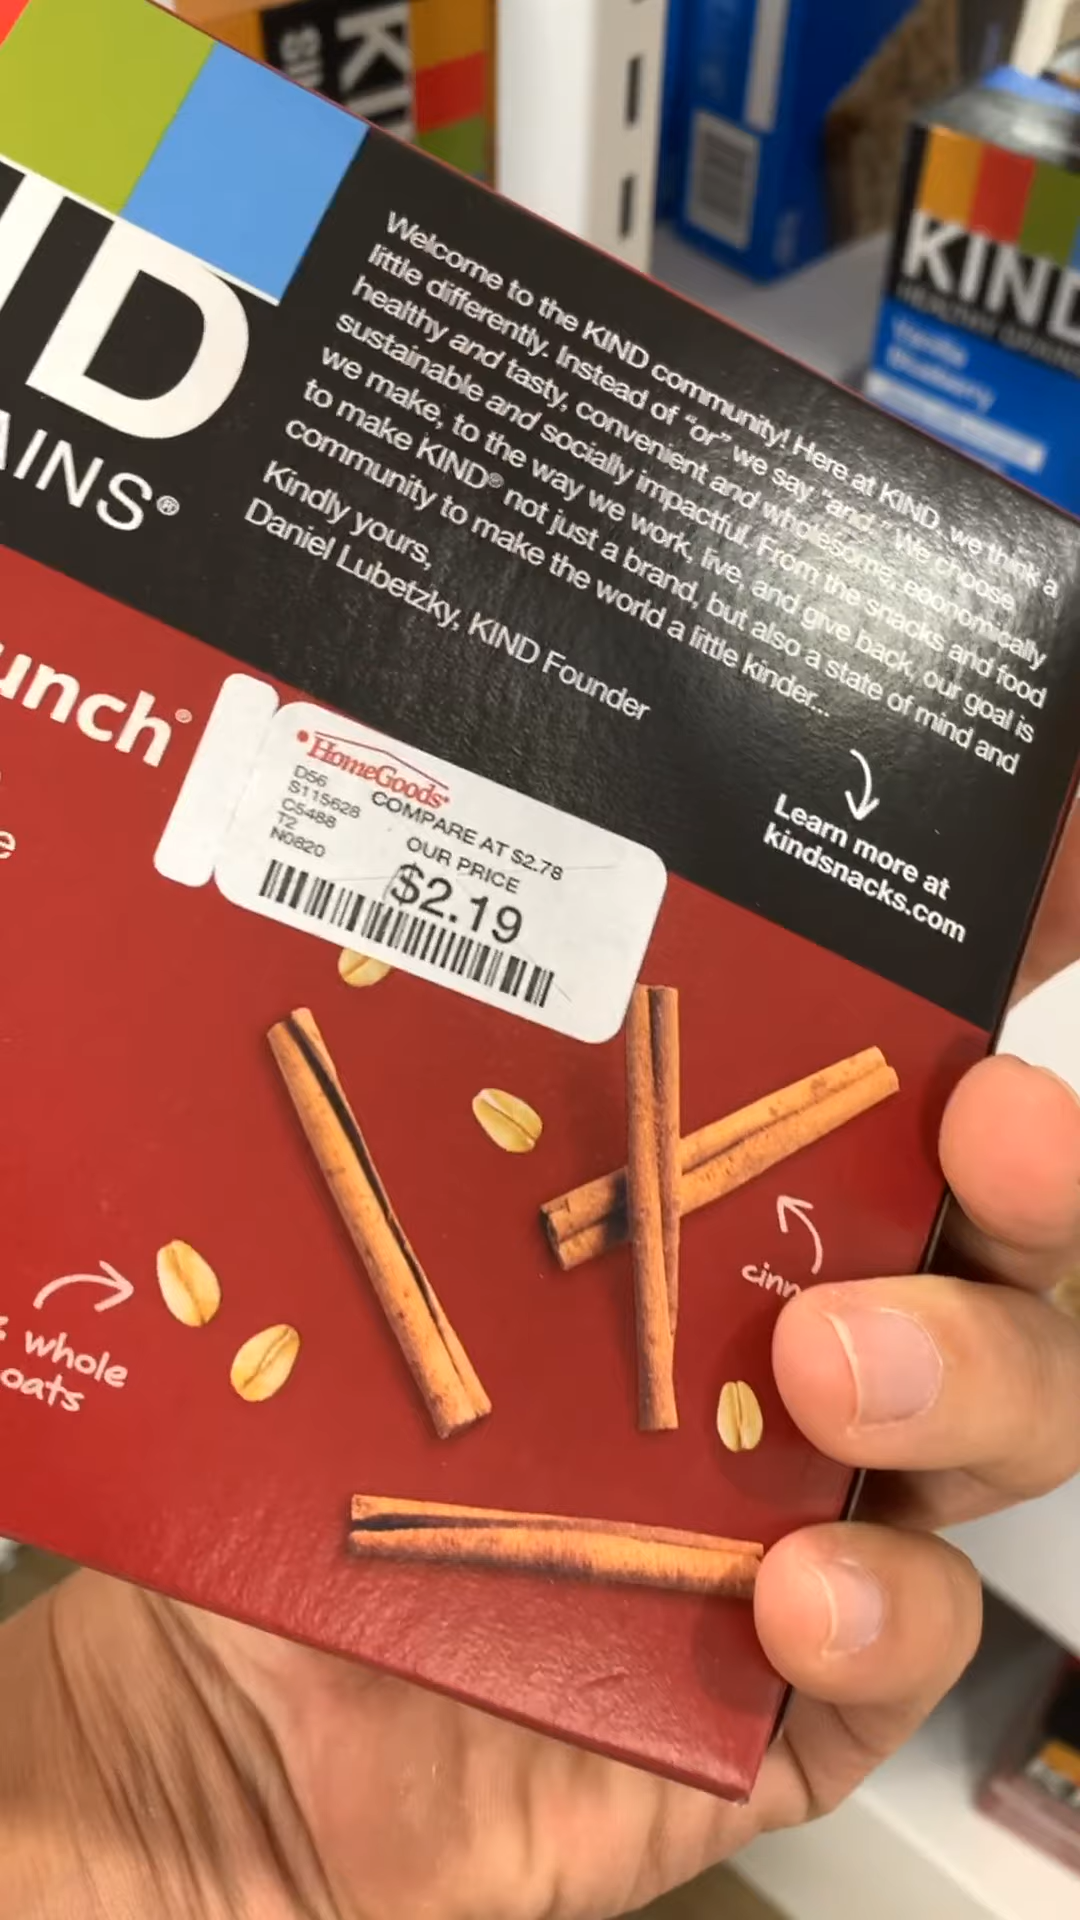 KIND
Welcome to the KIND community! Here at KIND, we think a
little differently. Instead of “or” we say “and.” We choose
healthy and tasty, convenient and wholesome, economically
sustainable and socially impactful. From the snacks and food
we make, to the way we work, live, and give back, our goal is
to make KIND® not just a brand, but also a state of mind and
community to make the world a little kinder...
Kindly yours,
Daniel Lubetzky, KIND Founder
Learn more at
kindsnacks.com
AINS®
unch®
HomeGoods
D56
S115628
C5488
T2
N0820
COMPARE AT $2.78
OUR PRICE
$2.19
whole
oats
cinn
KIND
HEALTHY GRAINS
Vanilla
Blueberry